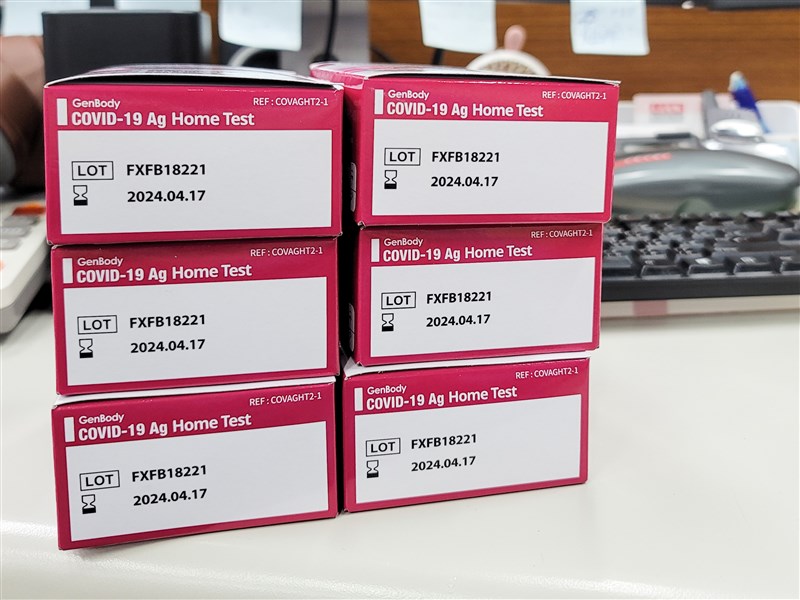 GenBody
REF : COVAGHT2-1
COVID-19 Ag Home Test
LOT FXFB18221
2024.04.17
GenBody
REF : COVAGHT2-1
COVID-19 Ag Home Test
LOT FXFB18221
2024.04.17
GenBody
REF : COVAGHT2-1
COVID-19 Ag Home Test
LOT FXFB18221
2024.04.17
GenBody
REF : COVAGHT2-1
COVID-19 Ag Home Test
LOT FXFB18221
2024.04.17
GenBody
REF : COVAGHT2-1
COVID-19 Ag Home Test
LOT FXFB18221
2024.04.17
GenBody
REF : COVAGHT2-1
COVID-19 Ag Home Test
LOT FXFB18221
2024.04.17